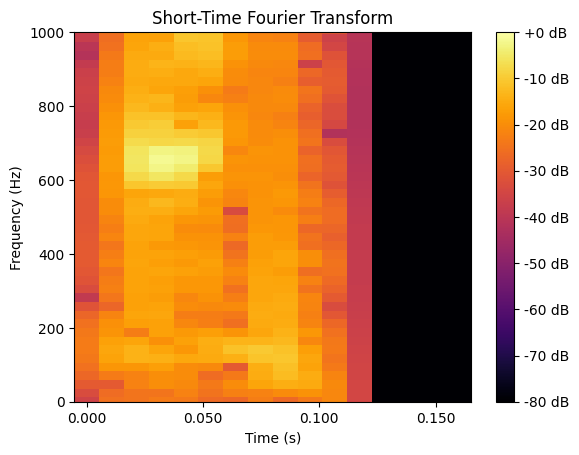 Short-Time Fourier Transform
1000
800
600
400
200
0
Frequency (Hz)
0.000
0.050
0.100
0.150
Time (s)
+0 dB
-10 dB
-20 dB
-30 dB
-40 dB
-50 dB
-60 dB
-70 dB
-80 dB